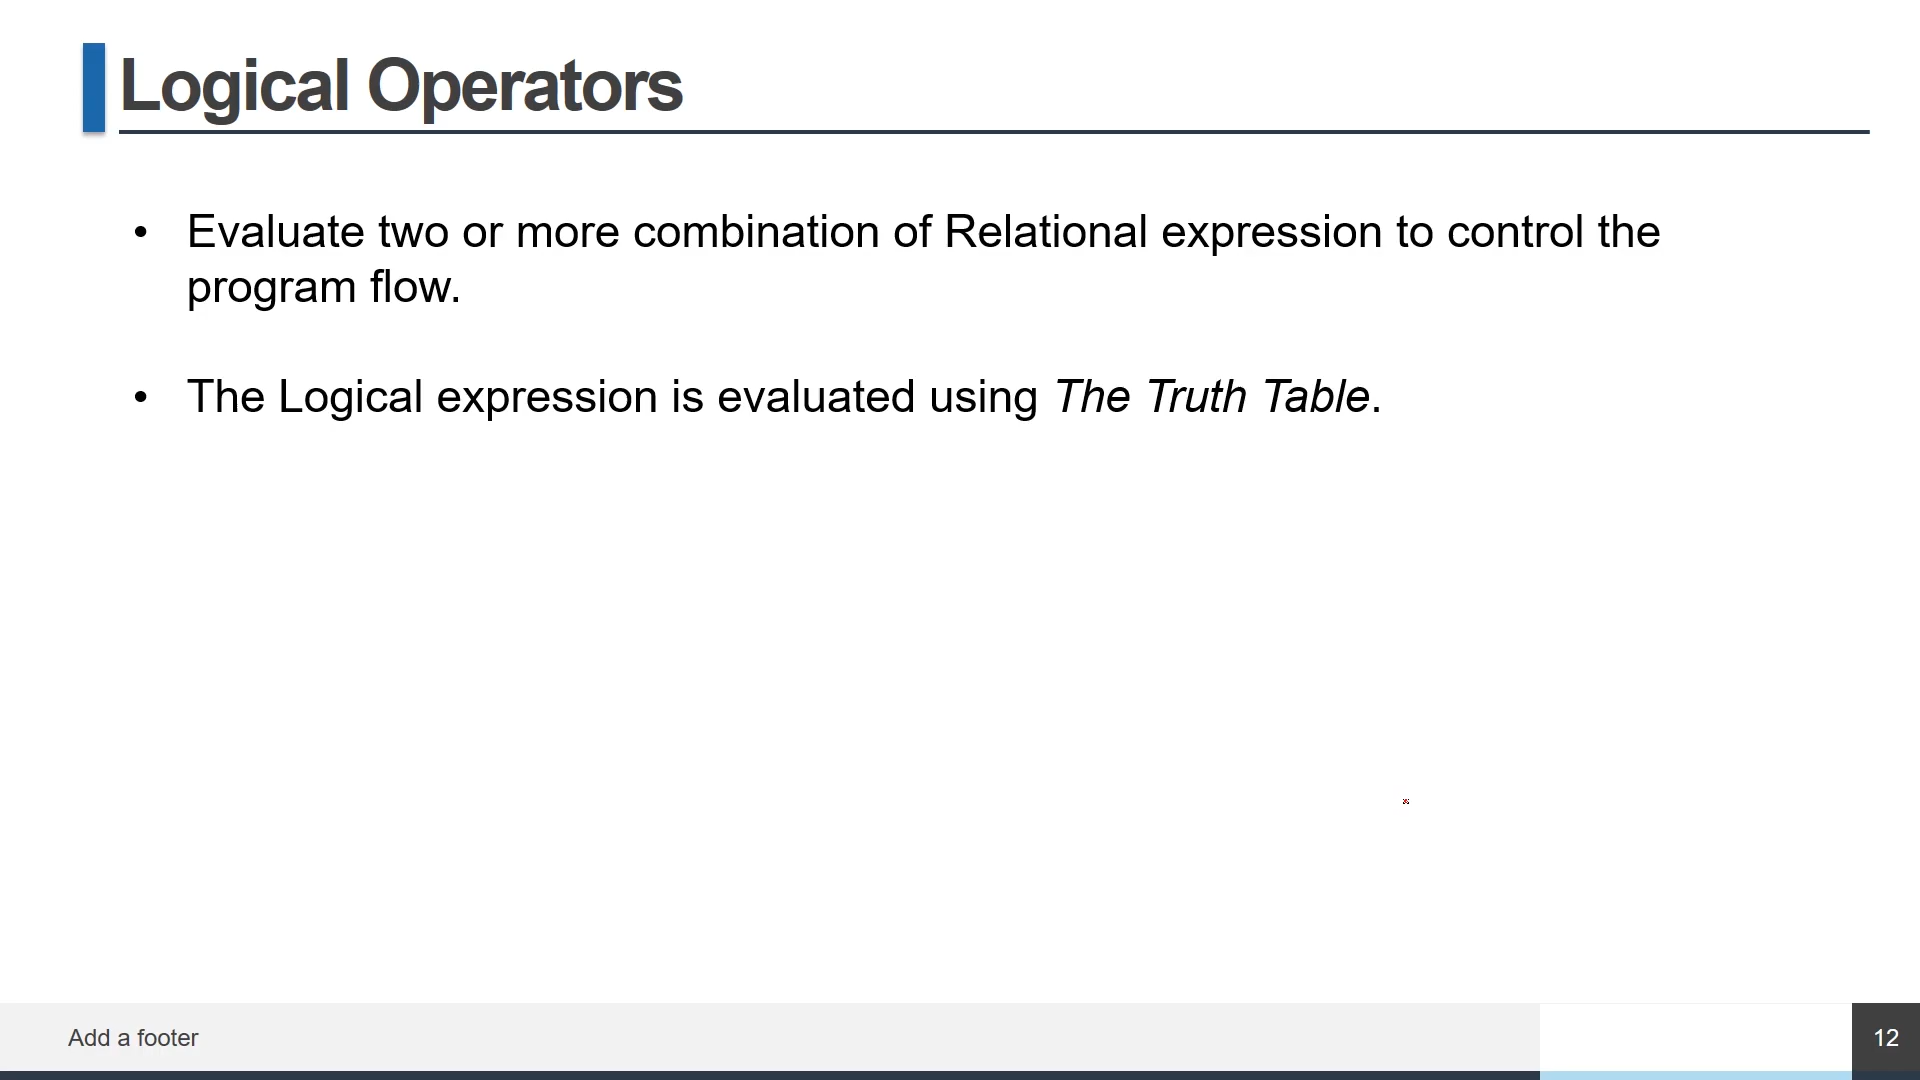 Logical Operators
• Evaluate two or more combination of Relational expression to control the
program flow.
• The Logical expression is evaluated using The Truth Table.
Add a footer
12